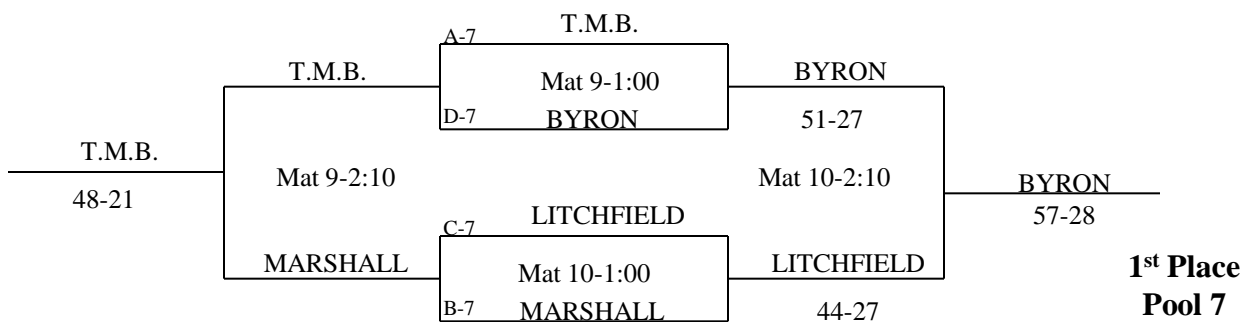 T.M.B.
A-7
T.M.B.
Mat 9-1:00
BYRON
D-7
BYRON
51-27
T.M.B.
48-21
Mat 9-2:10
Mat 10-2:10
BYRON
57-28
LITCHFIELD
C-7
MARSHALL
Mat 10-1:00
LITCHFIELD
B-7
MARSHALL
44-27
1st Place
Pool 7